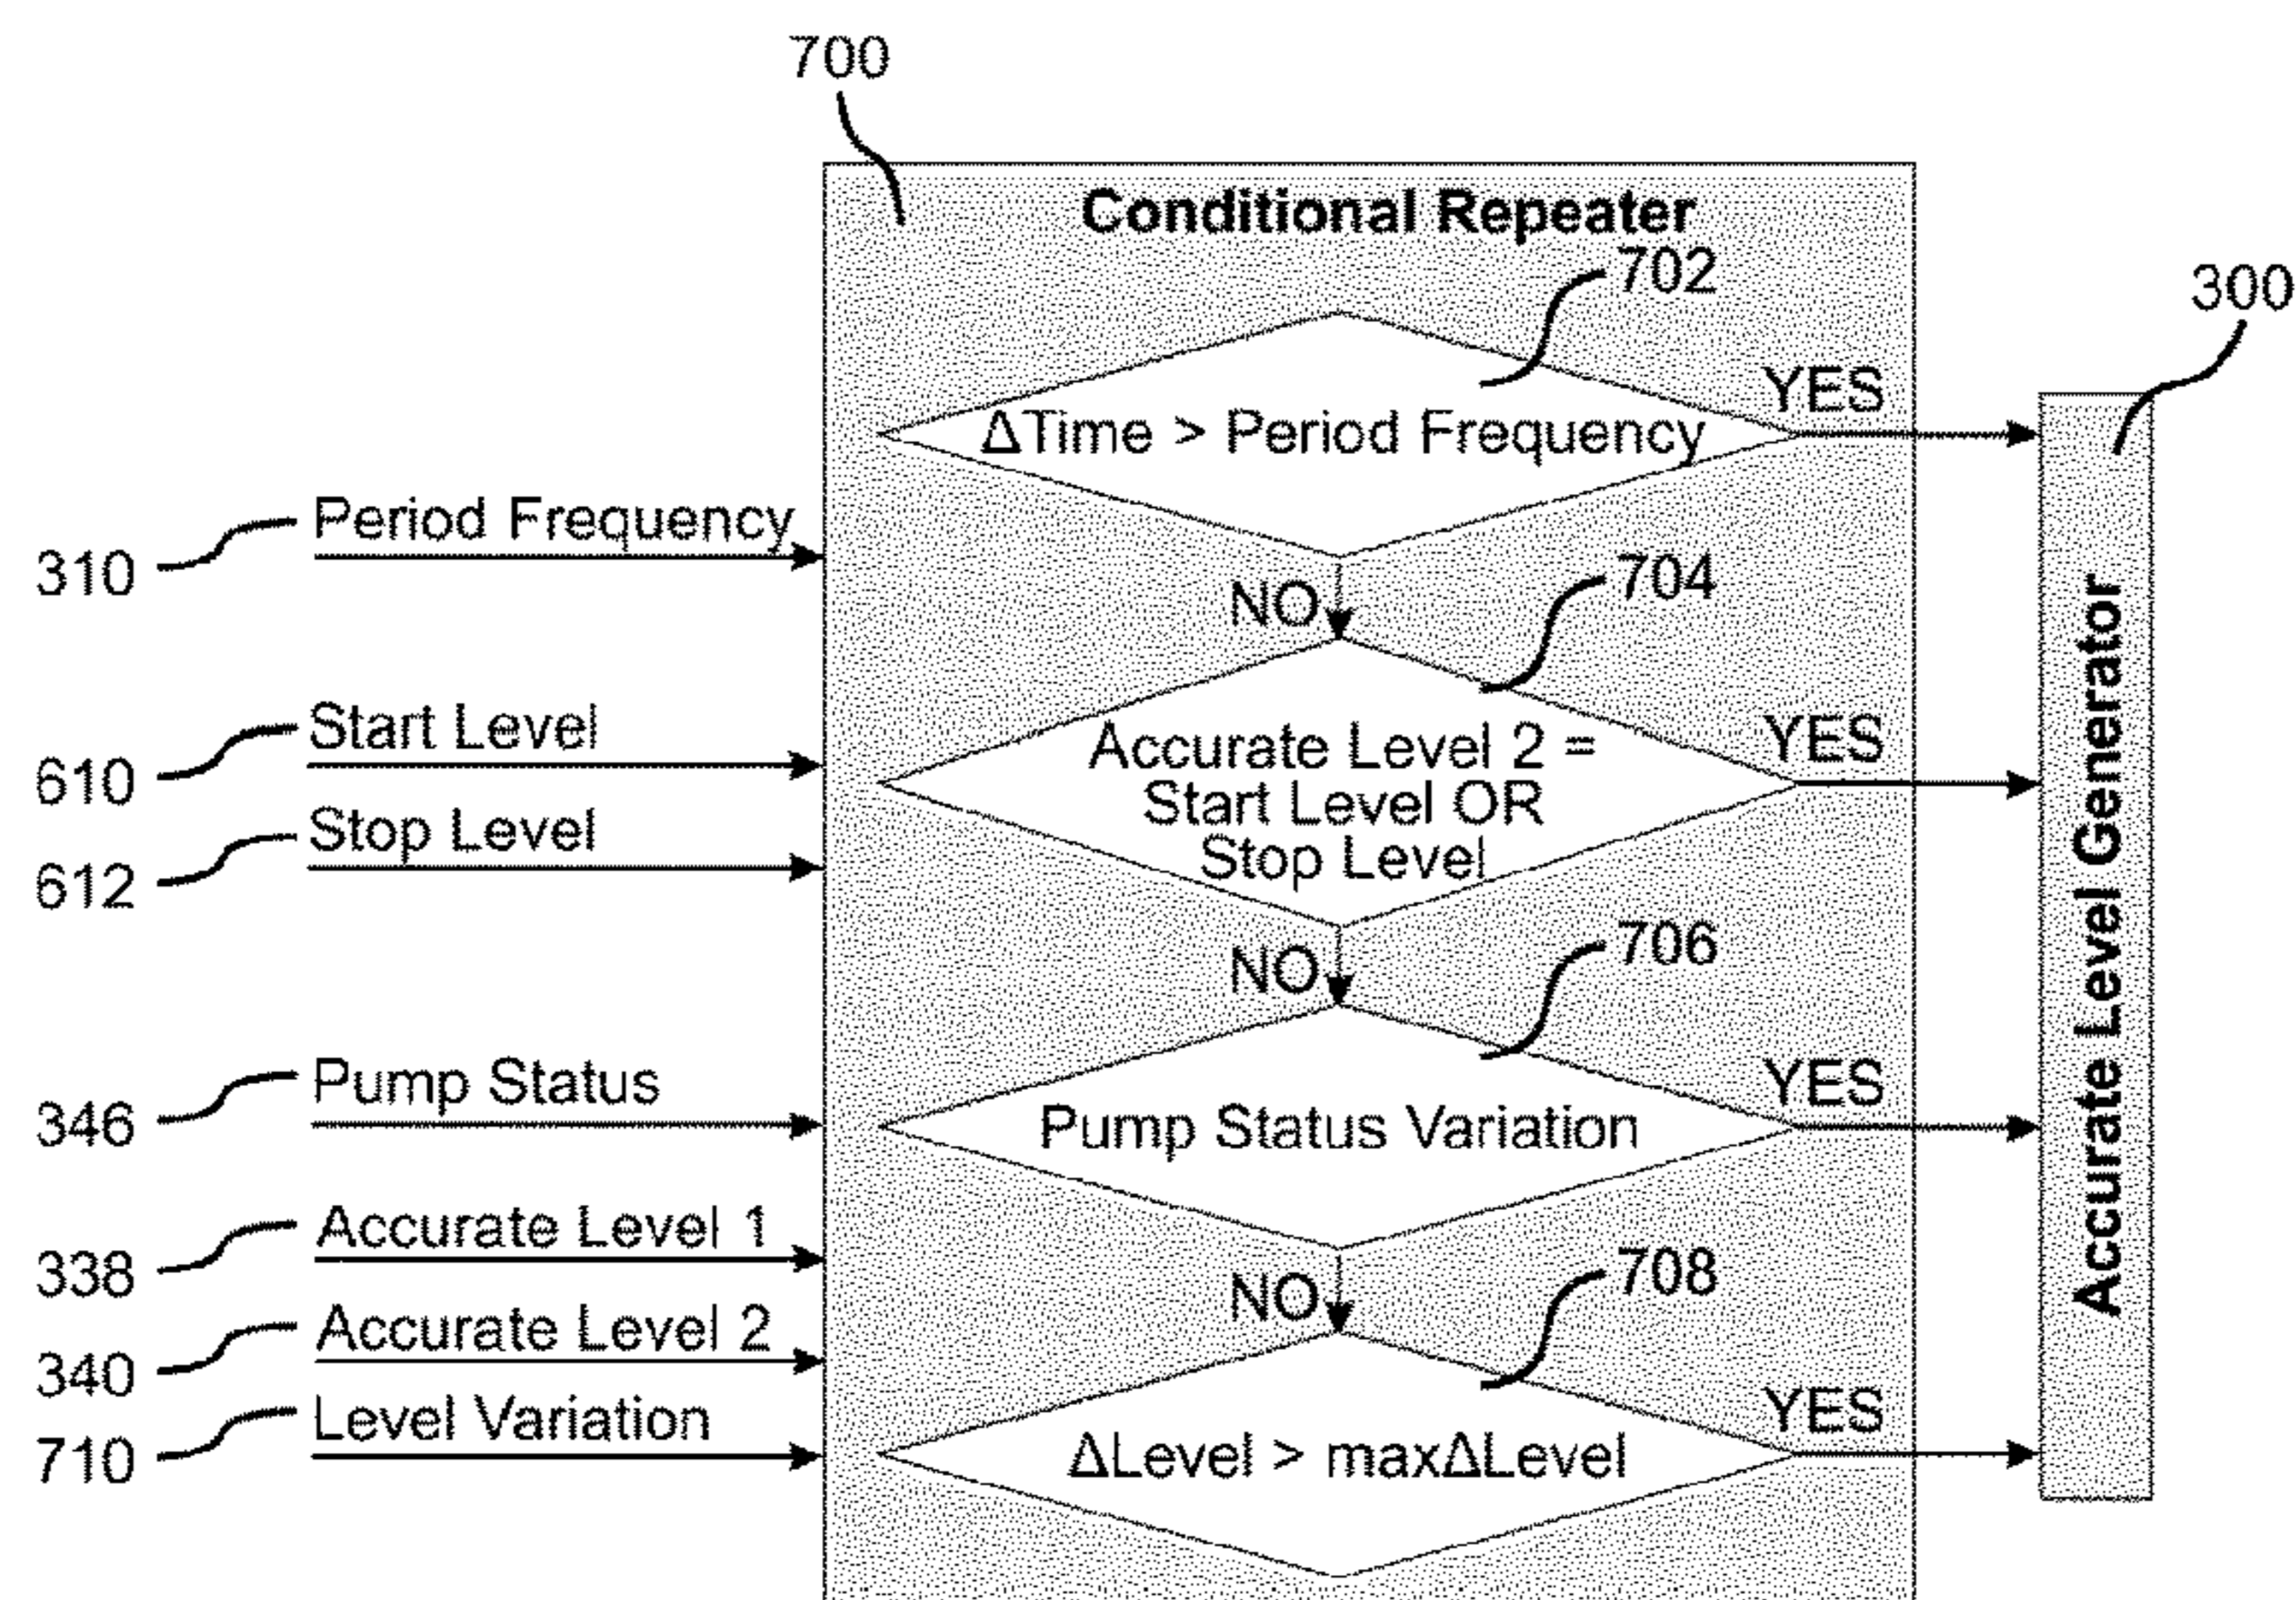 700
Conditional Repeater
702
300
YES
ΔTime > Period Frequency
Period Frequency
310
NO
704
Start Level
610
YES
Accurate Level 2 =
Start Level OR
Stop Level
Stop Level
612
NO
706
Pump Status
346
YES
Pump Status Variation
Accurate Level 1
338
NO
708
Accurate Level 2
340
YES
Level Variation
710
ΔLevel > maxΔLevel
Accurate Level Generator